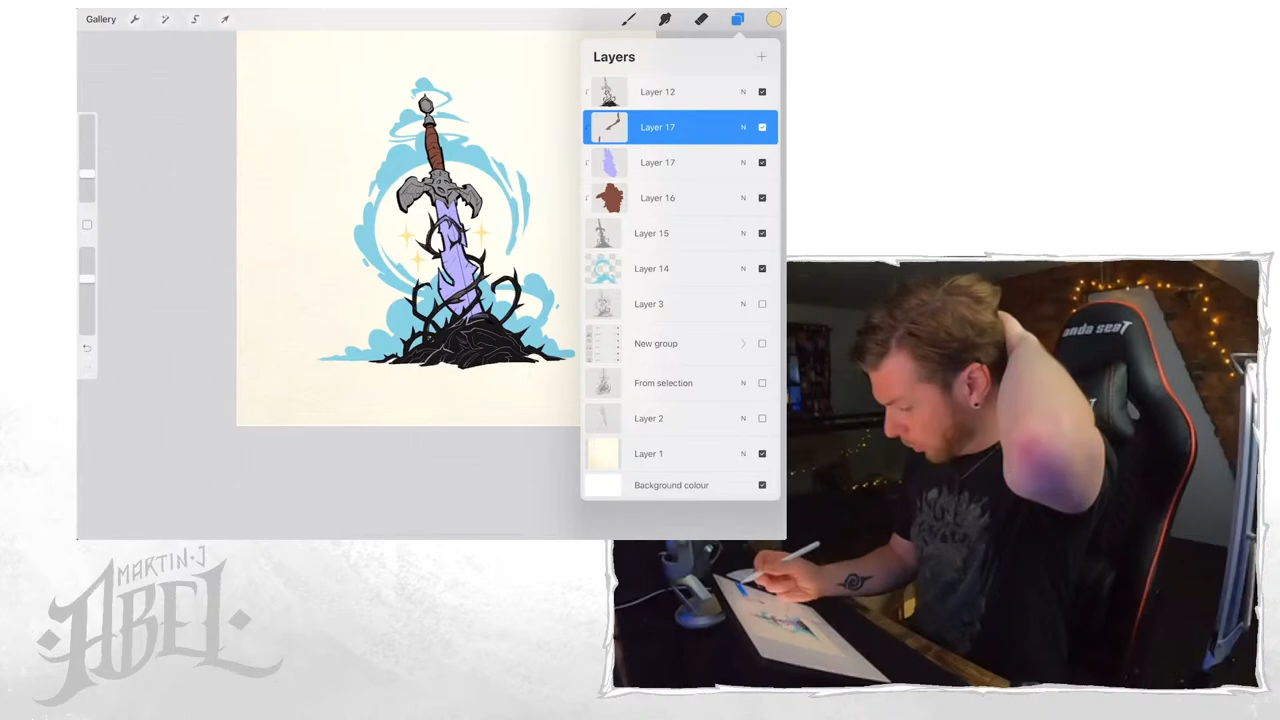 Gallery
Layers
Layer 12 N
Layer 17 N
Layer 17 N
Layer 16 N
Layer 15 N
Layer 14 N
Layer 3 N
New group
From selection N
Layer 2 N
Layer 1 N
Background colour
anda seaT
MARTIN·J
·ABEL·